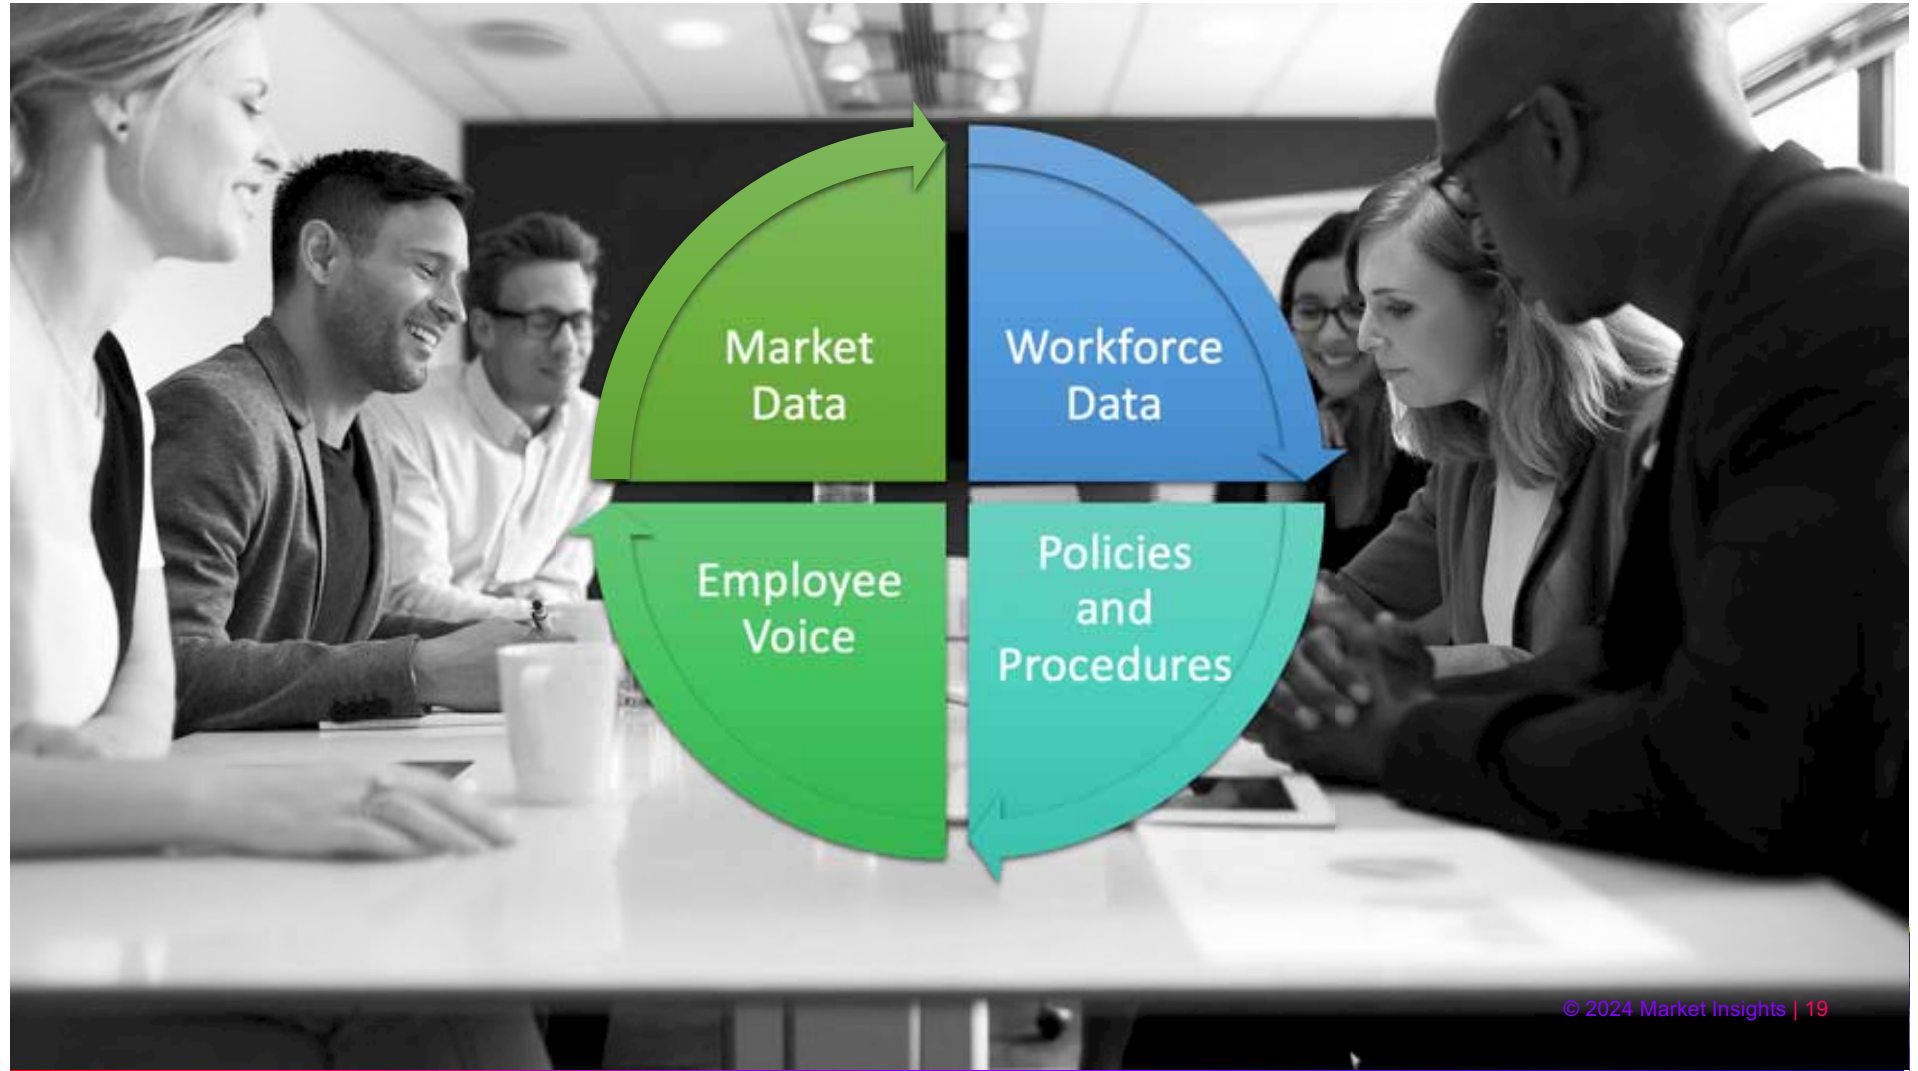 Market
Data
Workforce
Data
Employee
Voice
Policies
and
Procedures
© 2024 Market Insights | 19